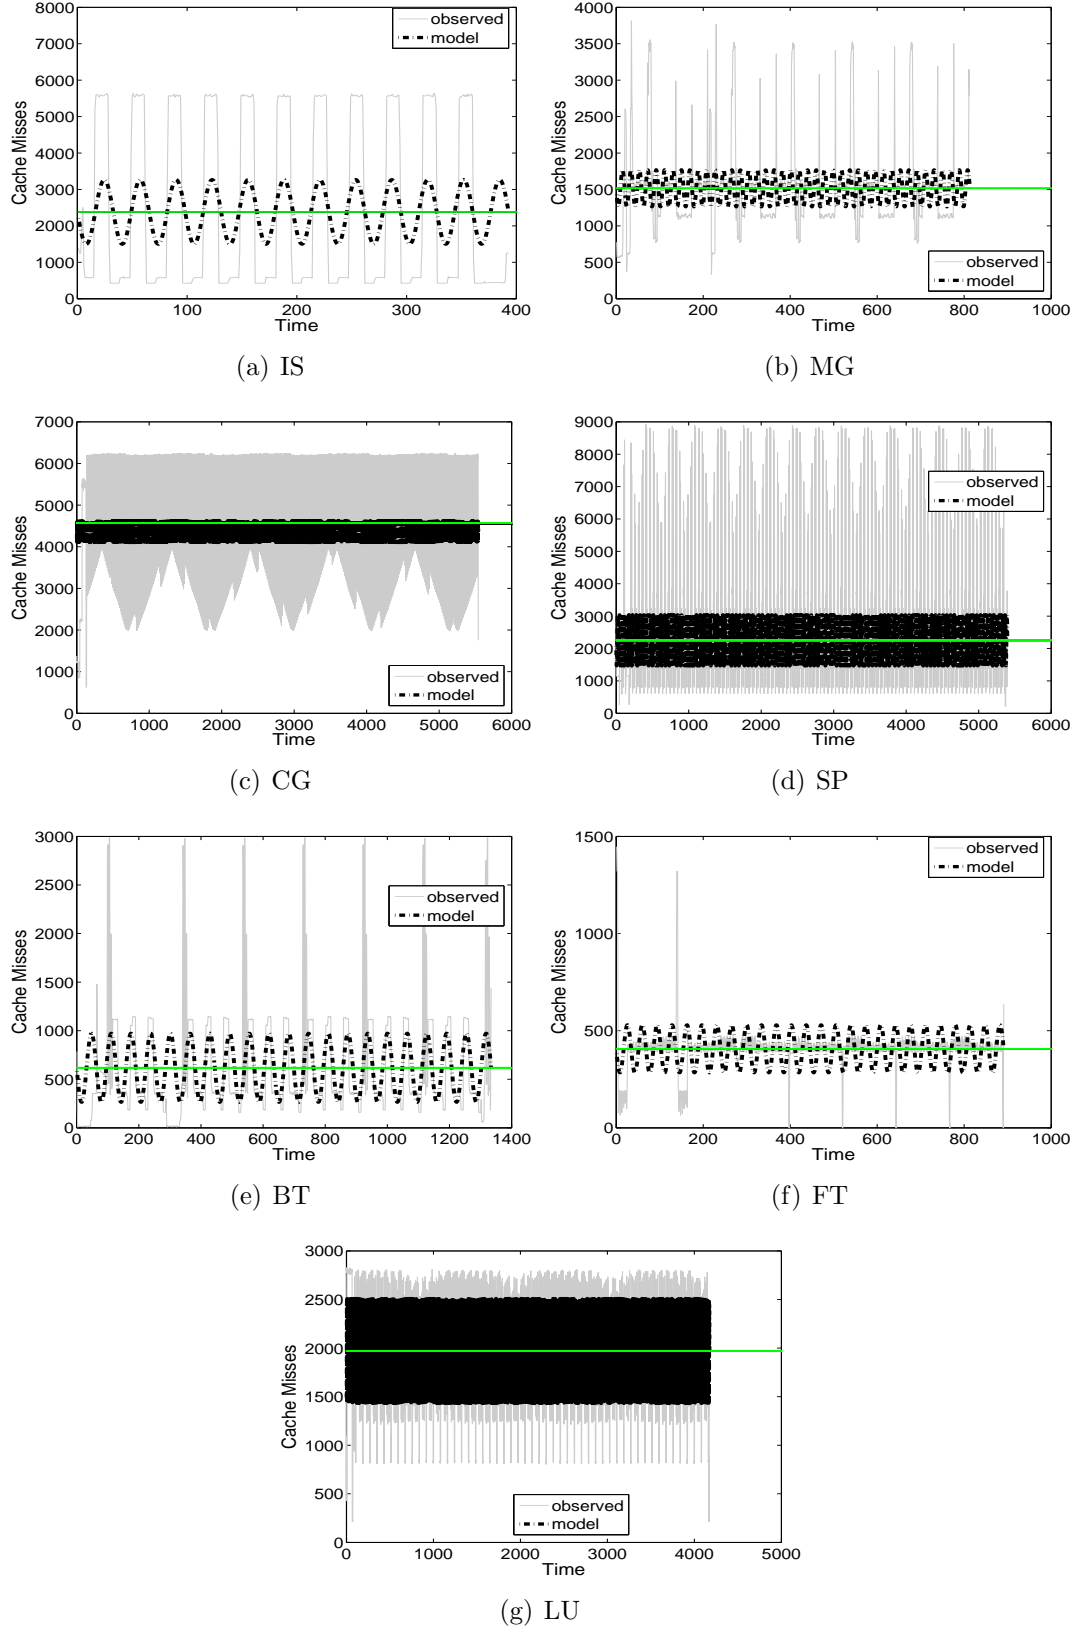 8000
7000
6000
5000
4000
3000
2000
1000
0
0 100 200 300 400
Cache Misses
Time
observed
model
(a) IS
4000
3500
3000
2500
2000
1500
1000
500
0
0 200 400 600 800 1000
Cache Misses
Time
observed
model
(b) MG
7000
6000
5000
4000
3000
2000
1000
0
0 1000 2000 3000 4000 5000 6000
Cache Misses
Time
observed
model
(c) CG
9000
8000
7000
6000
5000
4000
3000
2000
1000
0
0 1000 2000 3000 4000 5000 6000
Cache Misses
Time
observed
model
(d) SP
3000
2500
2000
1500
1000
500
0
0 200 400 600 800 1000 1200 1400
Cache Misses
Time
observed
model
(e) BT
1500
1000
500
0
0 200 400 600 800 1000
Cache Misses
Time
observed
model
(f) FT
3000
2500
2000
1500
1000
500
0
0 1000 2000 3000 4000 5000
Cache Misses
Time
observed
model
(g) LU